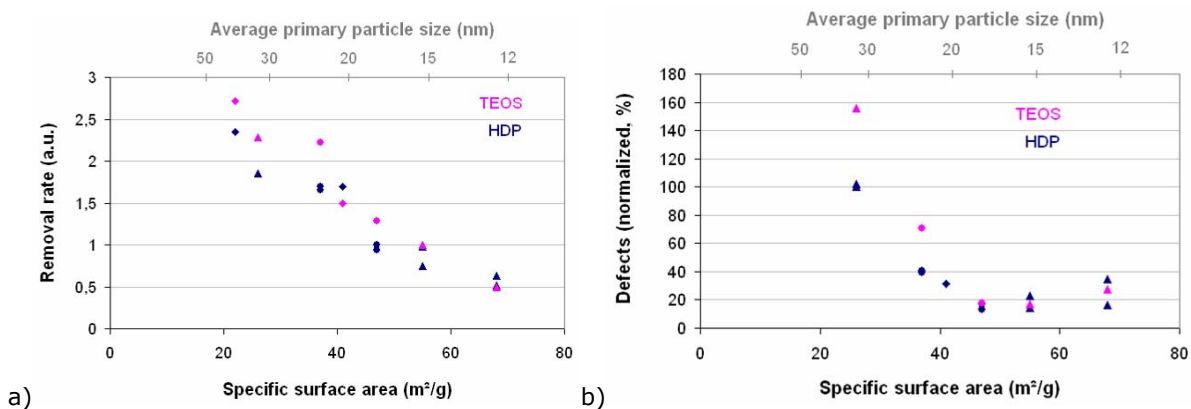 Average primary particle size (nm)
50 30 20 15 12
3
2,5
2
1,5
1
0,5
0
0 20 40 60 80
Removal rate (a.u.)
TEOS
HDP
Specific surface area (m²/g)
a)
Average primary particle size (nm)
50 30 20 15 12
180
160
140
120
100
80
60
40
20
0
0 20 40 60 80
Defects (normalized, %)
TEOS
HDP
Specific surface area (m²/g)
b)